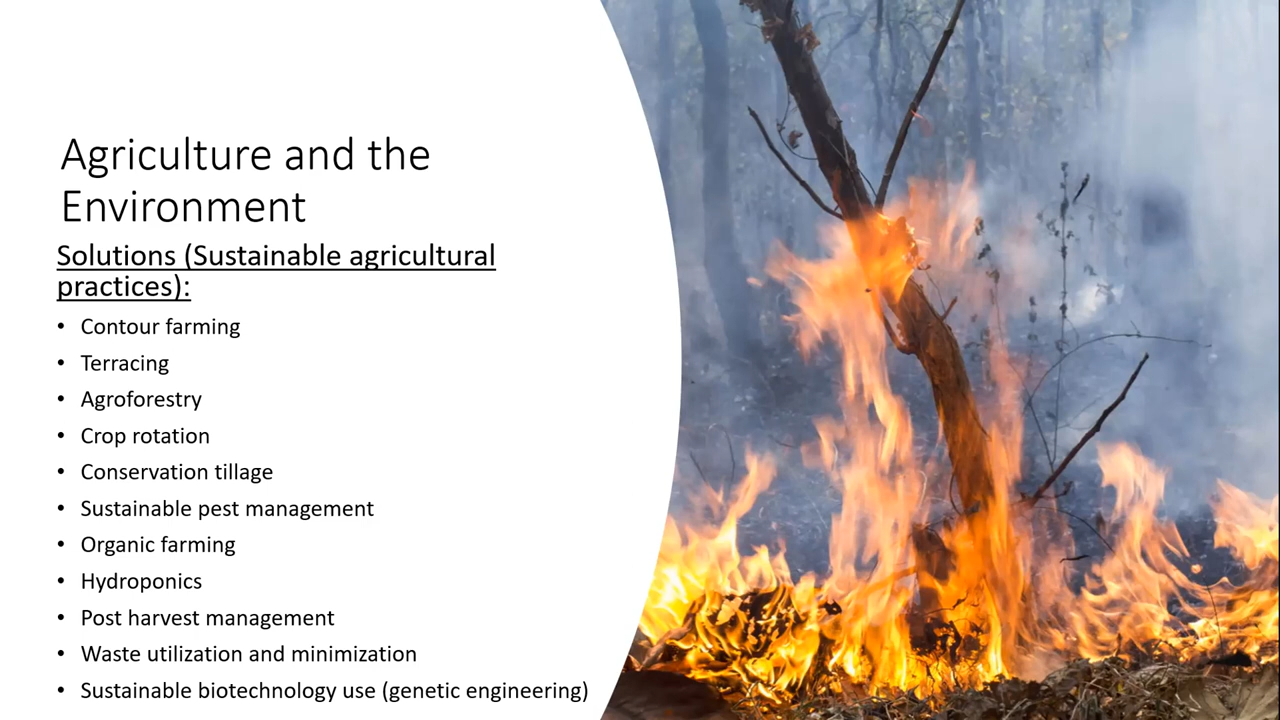 Agriculture and the
Environment
Solutions (Sustainable agricultural
practices):
• Contour farming
• Terracing
• Agroforestry
• Crop rotation
• Conservation tillage
• Sustainable pest management
• Organic farming
• Hydroponics
• Post harvest management
• Waste utilization and minimization
• Sustainable biotechnology use (genetic engineering)